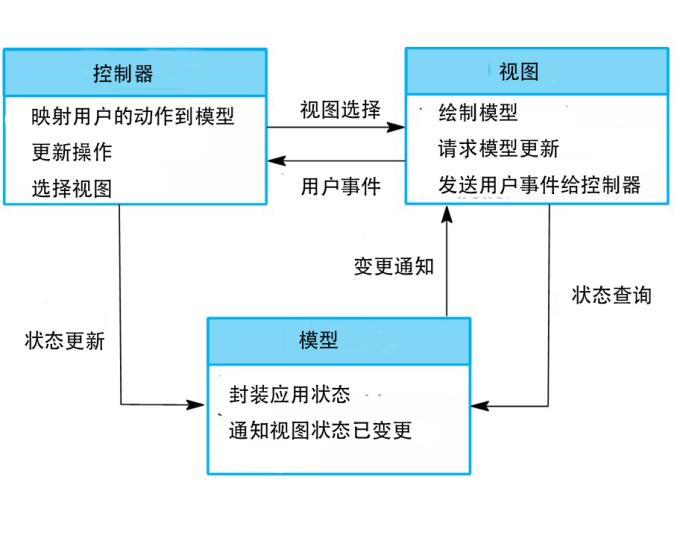 控制器
映射用户的动作到模型
更新操作
选择视图
视图选择
用户事件
视图
绘制模型
请求模型更新
发送用户事件给控制器
变更通知
状态查询
状态更新
模型
封装应用状态
通知视图状态已变更